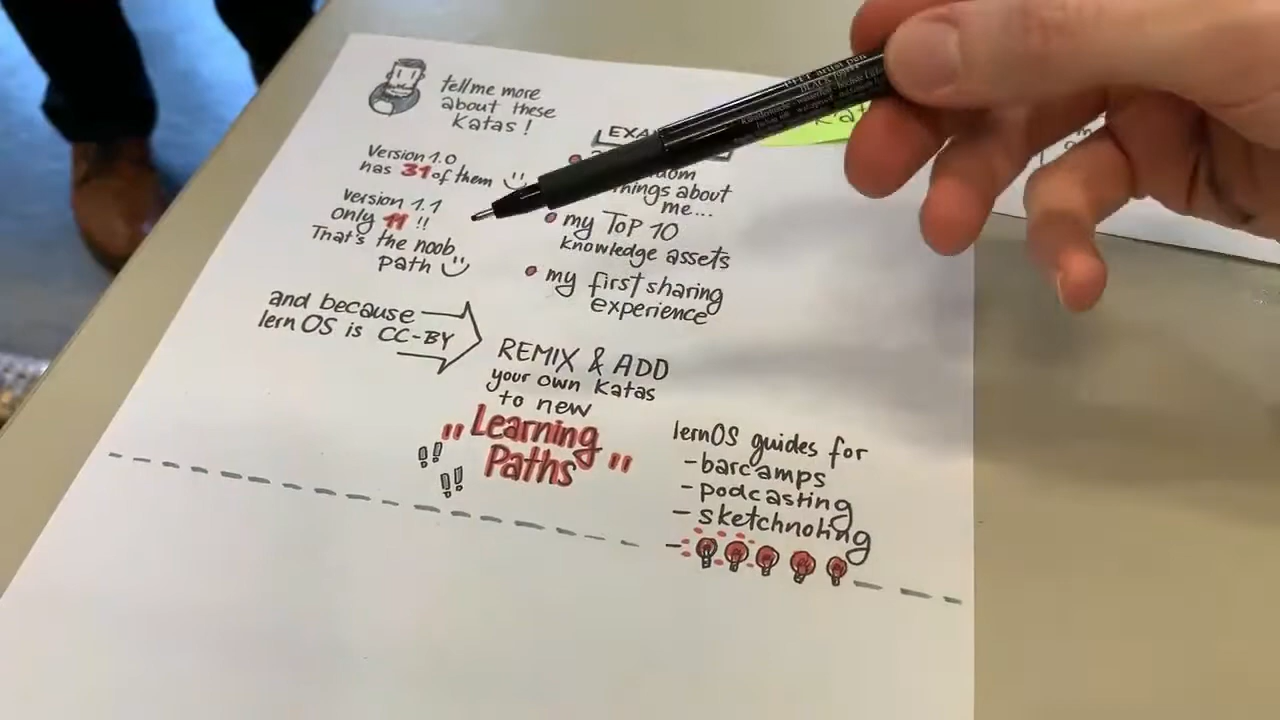 tell me more
about these
Katas!
Version 1.0
has 31 of them
Version 1.1
only 11 !!
That's the noob
path
things about
me...
my TOP 10
knowledge assets
my first sharing
experience
and because
lernOS is CC-BY
REMIX & ADD
your own Katas
to new
"Learning
Paths"
lernOS guides for
- barcamps
- podcasting
- sketchnoting